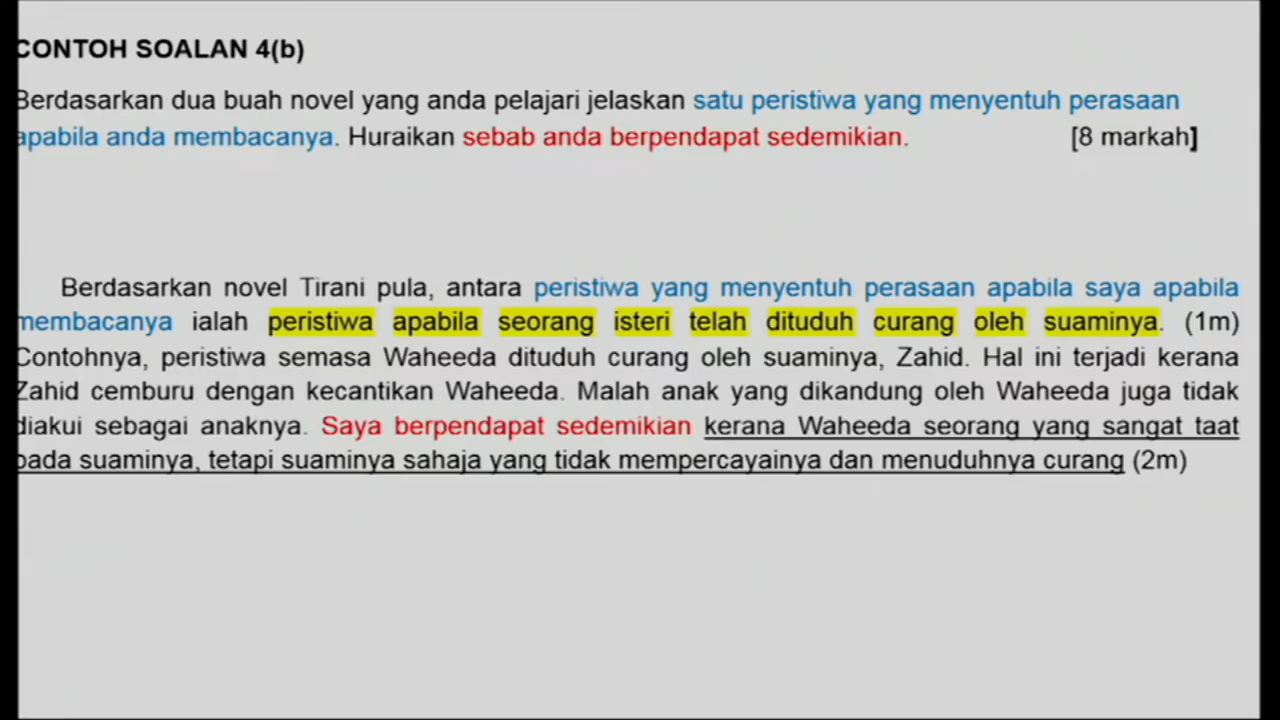 CONTOH SOALAN 4(b)
Berdasarkan dua buah novel yang anda pelajari jelaskan satu peristiwa yang menyentuh perasaan
apabila anda membacanya. Huraikan sebab anda berpendapat sedemikian. [8 markah]
Berdasarkan novel Tirani pula, antara peristiwa yang menyentuh perasaan apabila saya apabila
membacanya ialah peristiwa apabila seorang isteri telah dituduh curang oleh suaminya. (1m)
Contohnya, peristiwa semasa Waheeda dituduh curang oleh suaminya, Zahid. Hal ini terjadi kerana
Zahid cemburu dengan kecantikan Waheeda. Malah anak yang dikandung oleh Waheeda juga tidak
diakui sebagai anaknya. Saya berpendapat sedemikian kerana Waheeda seorang yang sangat taat
pada suaminya, tetapi suaminya sahaja yang tidak mempercayainya dan menuduhnya curang (2m)